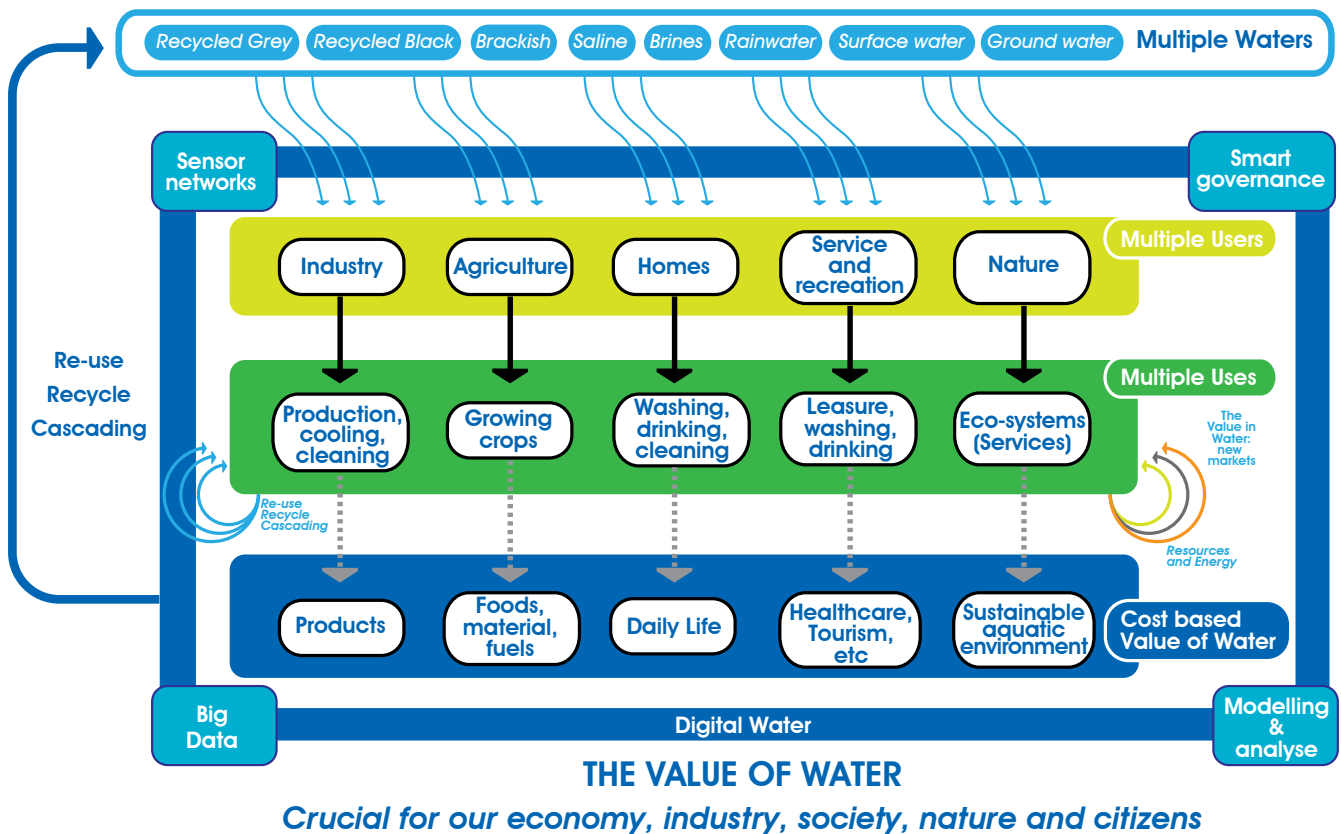 Recycled Grey
Recycled Black
Brackish
Saline
Brines
Rainwater
Surface water
Ground water
Multiple Waters
Sensor
networks
Smart
governance
Multiple Users
Industry
Agriculture
Homes
Service
and
recreation
Nature
Re-use
Recycle
Cascading
Multiple Uses
Production,
cooling,
cleaning
Growing
crops
Washing,
drinking,
cleaning
Leasure,
washing,
drinking
Eco-systems
(Services)
The
Value in
Water:
new
markets
Re-use
Recycle
Cascading
Resources
and Energy
Products
Foods,
material,
fuels
Daily Life
Healthcare,
Tourism,
etc
Sustainable
aquatic
environment
Cost based
Value of Water
Big
Data
Digital Water
Modelling
&
analyse
THE VALUE OF WATER
Crucial for our economy, industry, society, nature and citizens